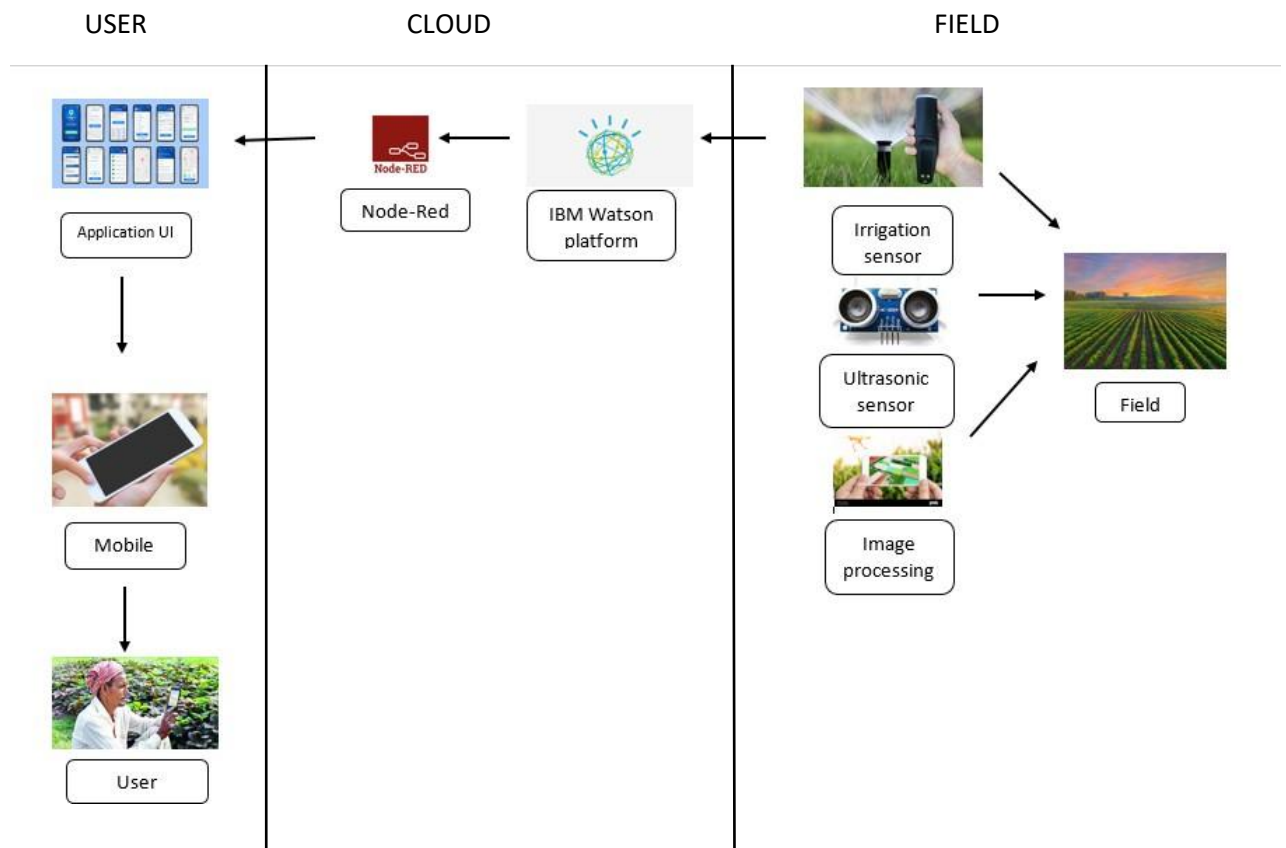 USER
CLOUD
FIELD
Node-RED
Application UI
Node-Red
IBM Watson
platform
Irrigation
sensor
Ultrasonic
sensor
Field
Mobile
Image
processing
User